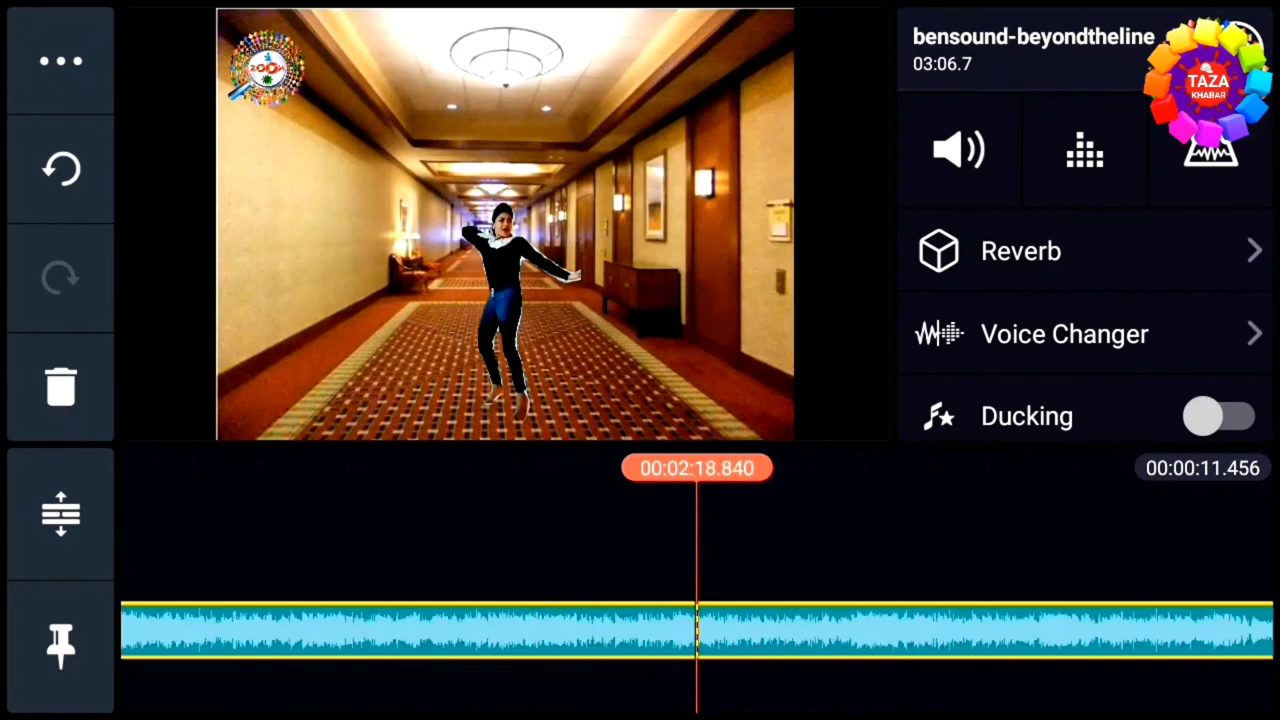 ZOOM
bensound-beyondtheline
03:06.7
TAZA
KHABAR
Reverb
Voice Changer
Ducking
00:02:18.840
00:00:11.456